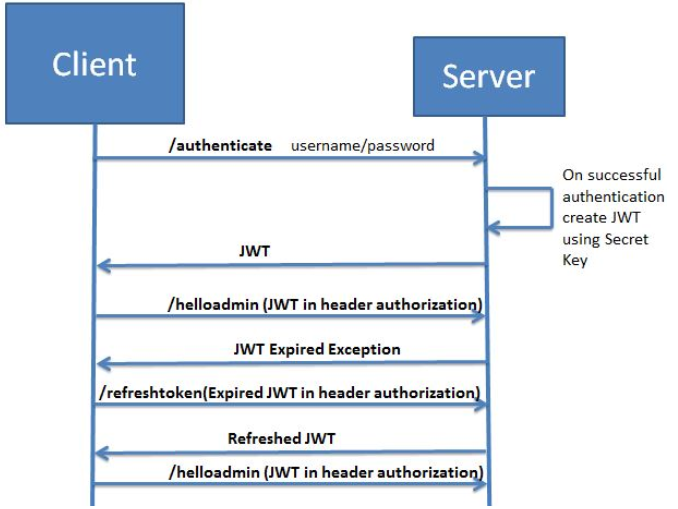 Client
Server
/authenticate username/password
On successful
authentication
create JWT
using Secret
Key
JWT
/helloadmin (JWT in header authorization)
JWT Expired Exception
/refreshtoken(Expired JWT in header authorization)
Refreshed JWT
/helloadmin (JWT in header authorization)